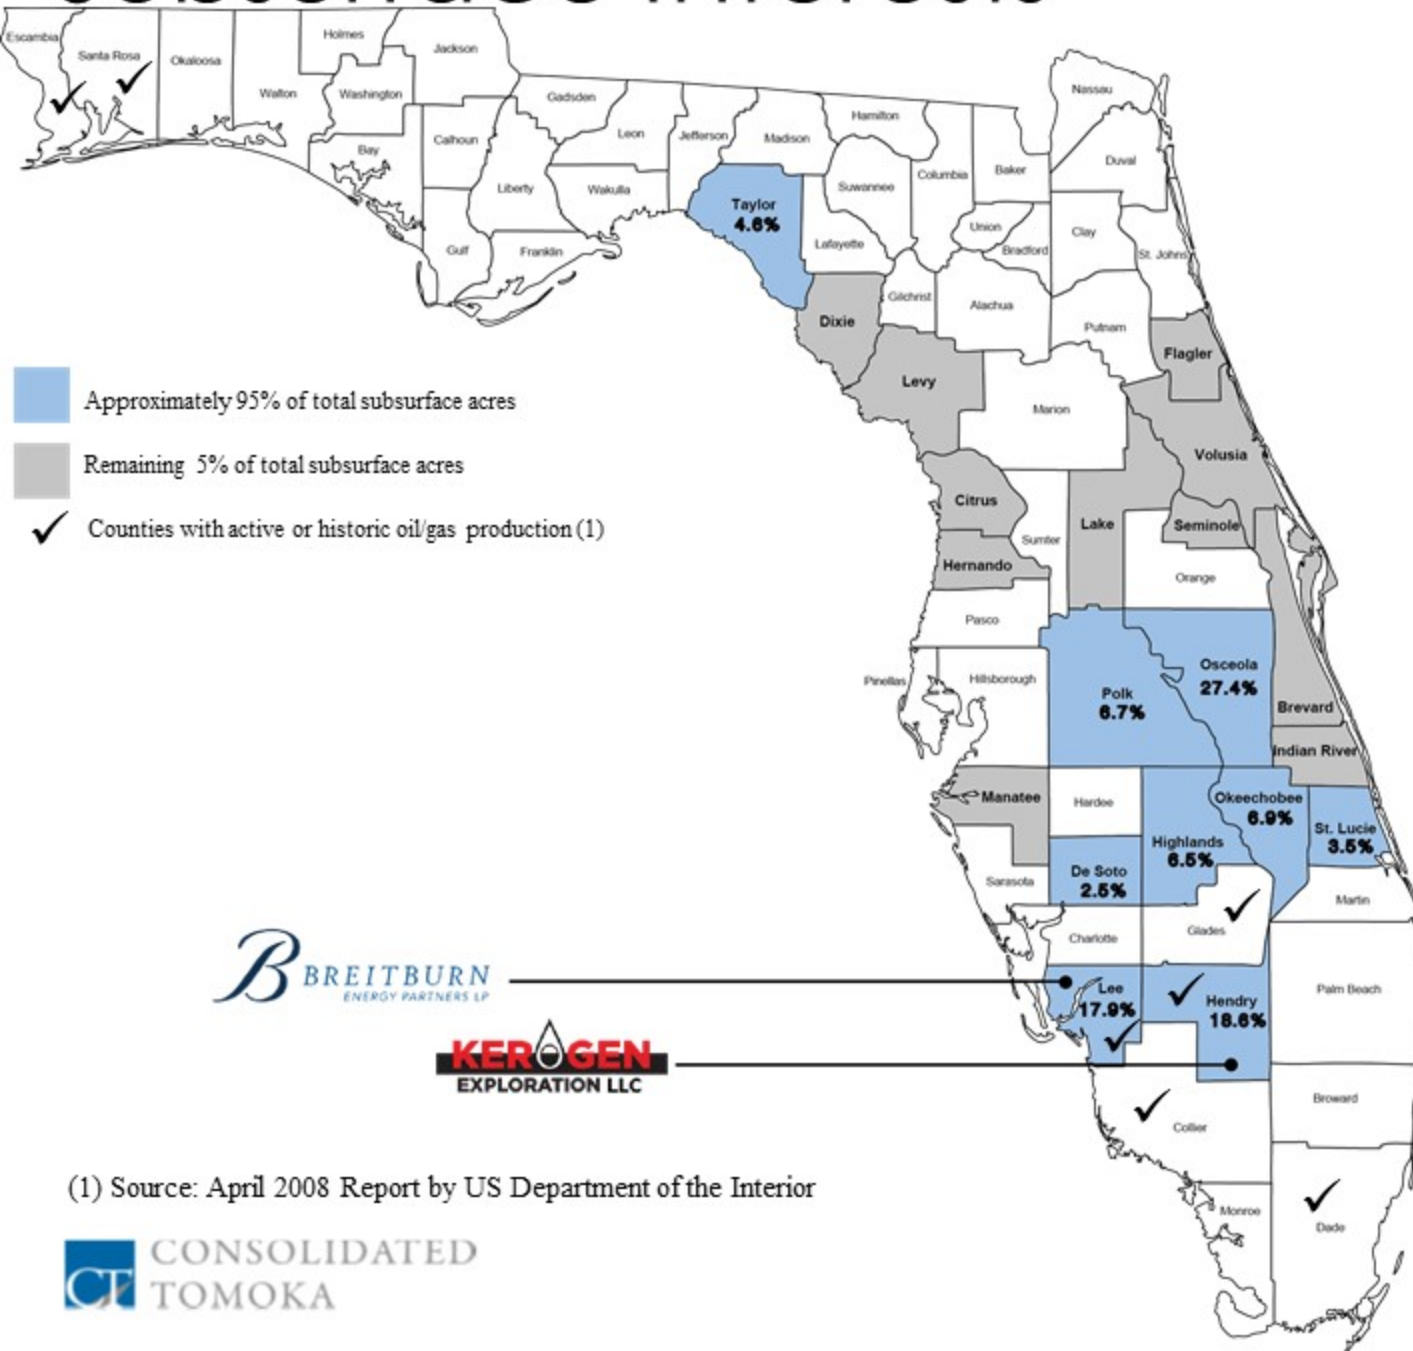 Escambia
Santa Rosa
Okaloosa
Walton
Holmes
Washington
Jackson
Bay
Calhoun
Gulf
Gadsden
Liberty
Franklin
Leon
Wakulla
Jefferson
Madison
Taylor
4.6%
Hamilton
Suwannee
Lafayette
Columbia
Baker
Nassau
Duval
Union
Bradford
Clay
St. Johns
Dixie
Gilchrist
Alachua
Putnam
Flagler
Levy
Marion
Volusia
Approximately 95% of total subsurface acres
Remaining 5% of total subsurface acres
Counties with active or historic oil/gas production (1)
Citrus
Sumter
Lake
Seminole
Hernando
Orange
Pasco
Pinellas
Hillsborough
Polk
6.7%
Osceola
27.4%
Brevard
Indian River
Manatee
Hardee
Okeechobee
6.9%
Highlands
6.5%
St. Lucie
3.5%
Sarasota
De Soto
2.5%
Martin
Charlotte
Glades
BREITBURN
ENERGY PARTNERS LP
Lee
17.9%
Hendry
18.6%
Palm Beach
KEROGEN
EXPLORATION LLC
Collier
Broward
(1) Source: April 2008 Report by US Department of the Interior
Monroe
Dade
CT
CONSOLIDATED
TOMOKA